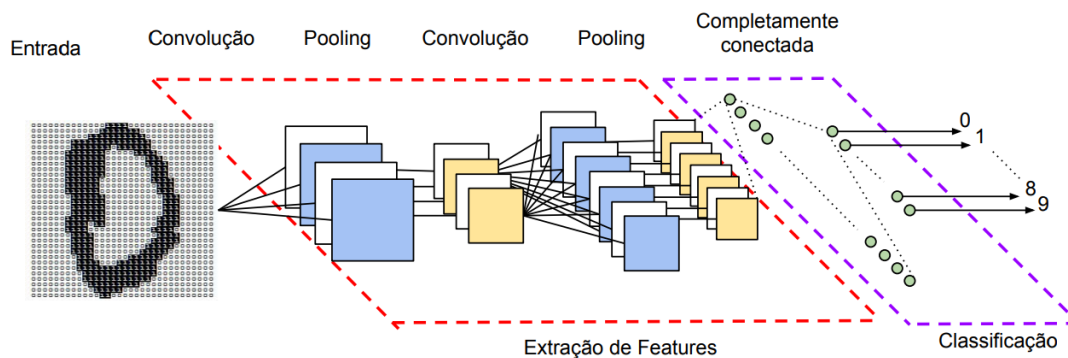 Entrada
Convolução
Pooling
Convolução
Pooling
Completamente
conectada
0
1
8
9
Extração de Features
Classificação